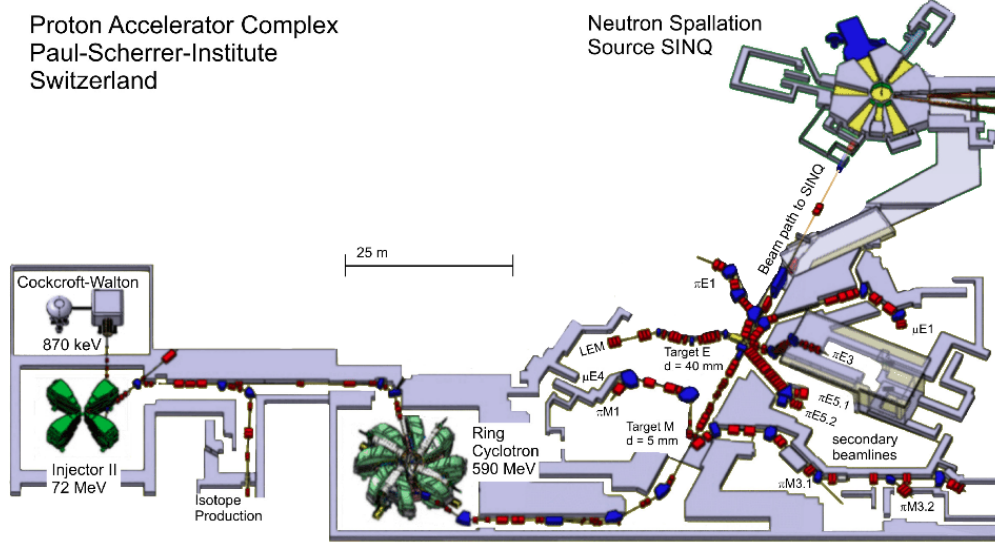 Proton Accelerator Complex
Paul-Scherrer-Institute
Switzerland
Neutron Spallation
Source SINQ
Beam path to SINQ
25 m
Cockcroft-Walton
870 keV
πE1
μE1
LEM
Target E
d = 40 mm
πE3
μE4
πE5.1
πE5.2
πM1
Target M
d = 5 mm
Ring
Cyclotron
590 MeV
secondary
beamlines
Injector II
72 MeV
Isotope
Production
πM3.1
πM3.2